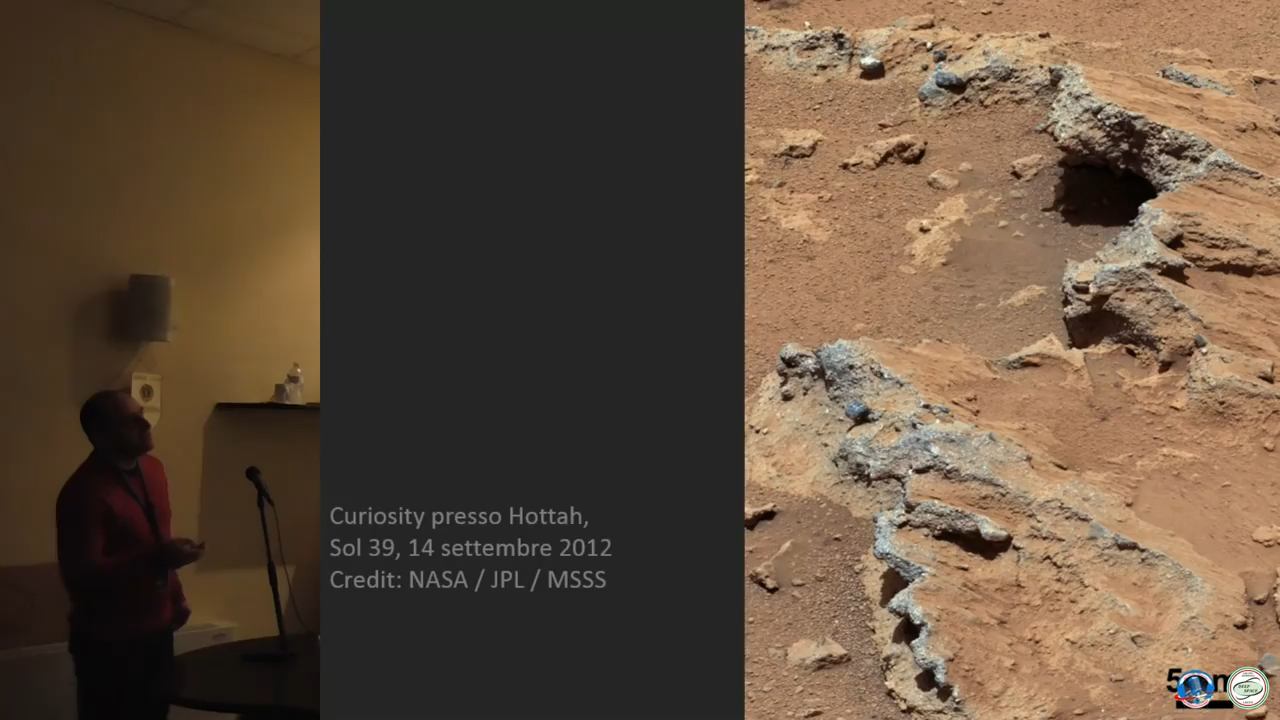 Curiosity presso Hottah,
Sol 39, 14 settembre 2012
Credit: NASA / JPL / MSSS